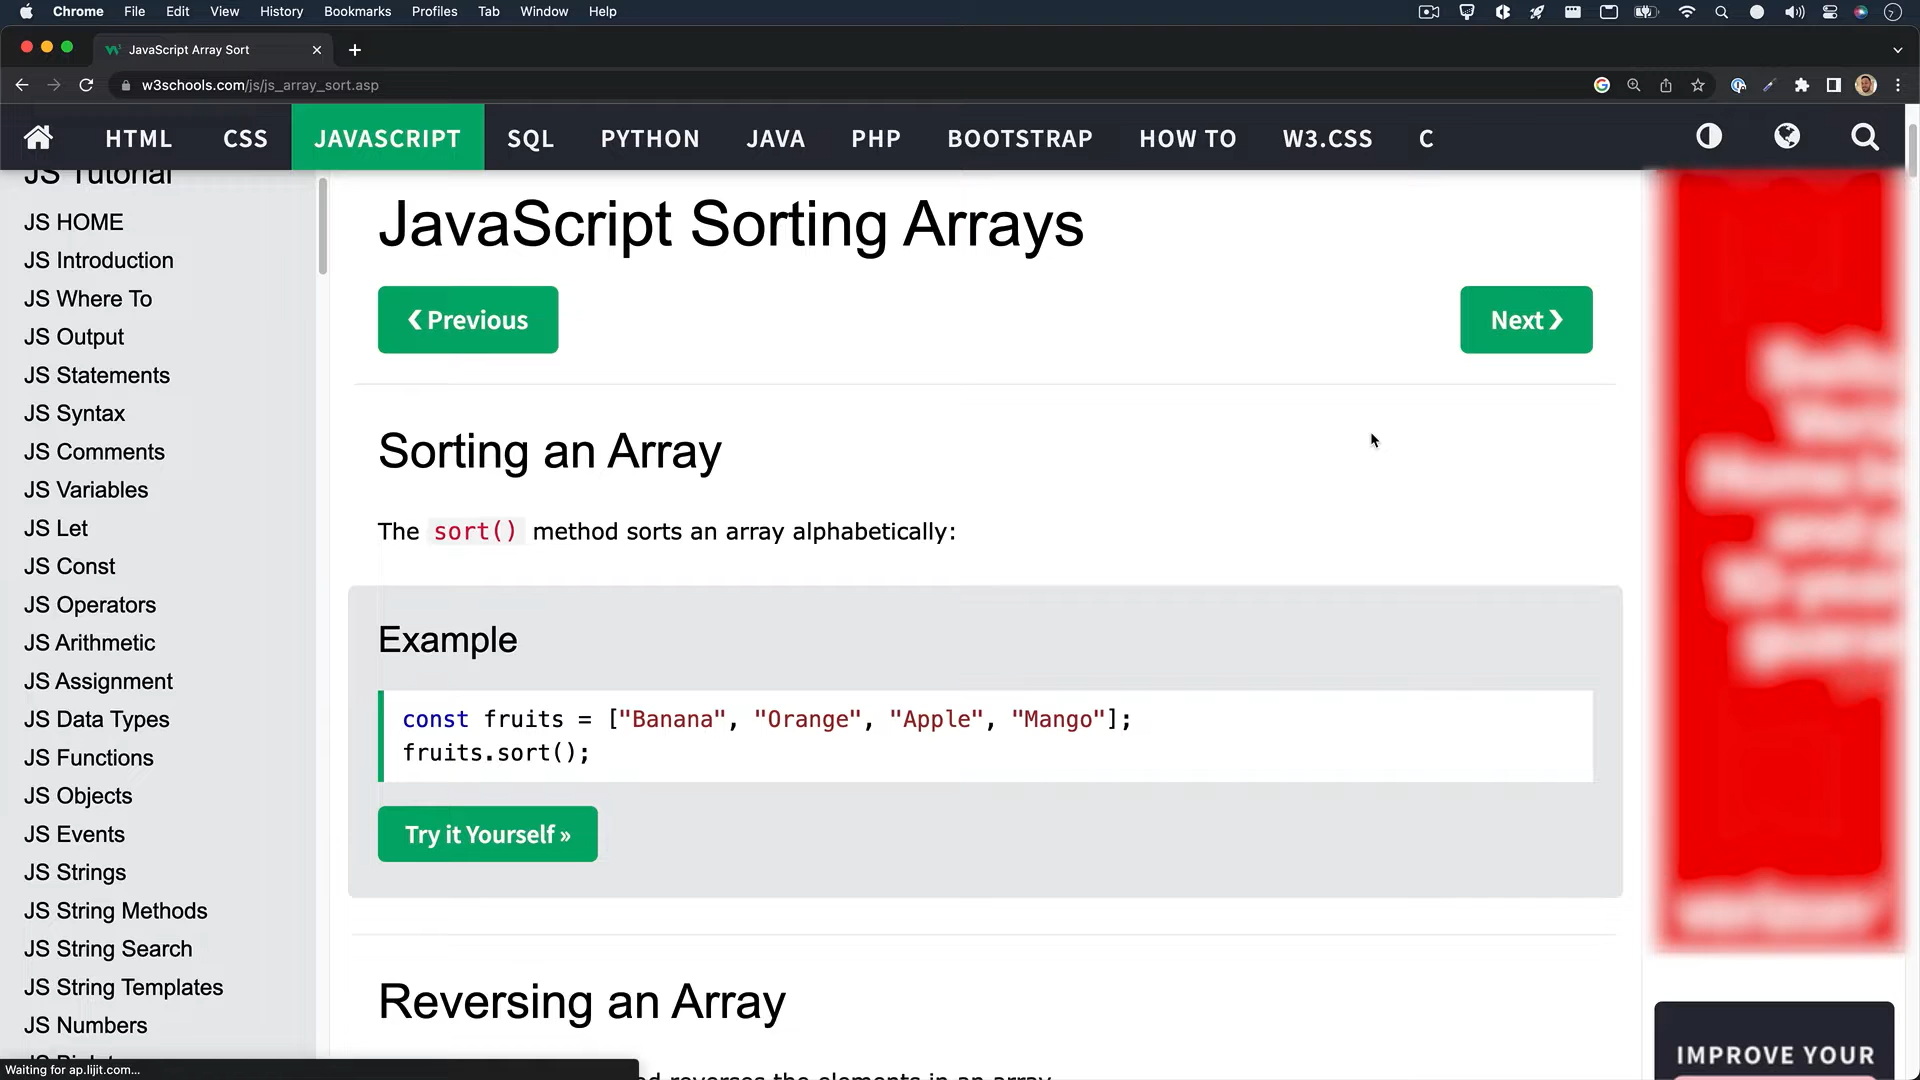 Chrome File Edit View History Bookmarks Profiles Tab Window Help
JavaScript Array Sort
w3schools.com/js/js_array_sort.asp
HTML CSS JAVASCRIPT SQL PYTHON JAVA PHP BOOTSTRAP HOW TO W3.CSS C
JS Tutorial
JS HOME
JS Introduction
JS Where To
JS Output
JS Statements
JS Syntax
JS Comments
JS Variables
JS Let
JS Const
JS Operators
JS Arithmetic
JS Assignment
JS Data Types
JS Functions
JS Objects
JS Events
JS Strings
JS String Methods
JS String Search
JS String Templates
JS Numbers
JavaScript Sorting Arrays
❮ Previous
Next ❯
Sorting an Array
The sort() method sorts an array alphabetically:
Example
const fruits = ["Banana", "Orange", "Apple", "Mango"];
fruits.sort();
Try it Yourself »
Reversing an Array
reverses the elements in an array
IMPROVE YOUR
Waiting for ap.lijit.com...